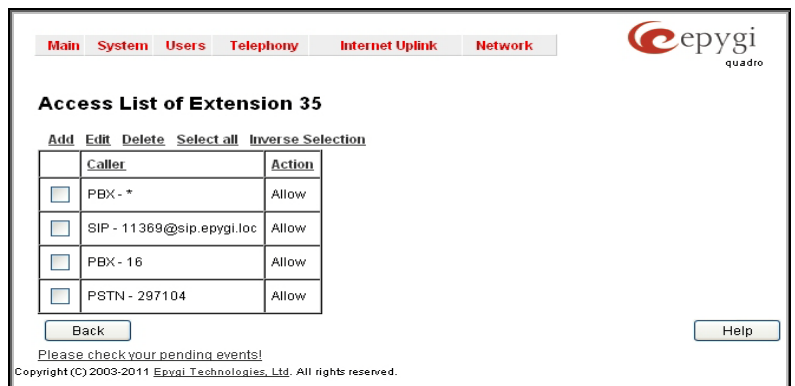 Main System Users Telephony Internet Uplink Network
epygi
quadro
Access List of Extension 35
Add Edit Delete Select all Inverse Selection
Caller Action
PBX - * Allow
SIP - 11369@sip.epygi.loc Allow
PBX - 16 Allow
PSTN - 297104 Allow
Back Help
Please check your pending events!
Copyright (C) 2003-2011 Epygi Technologies, Ltd. All rights reserved.